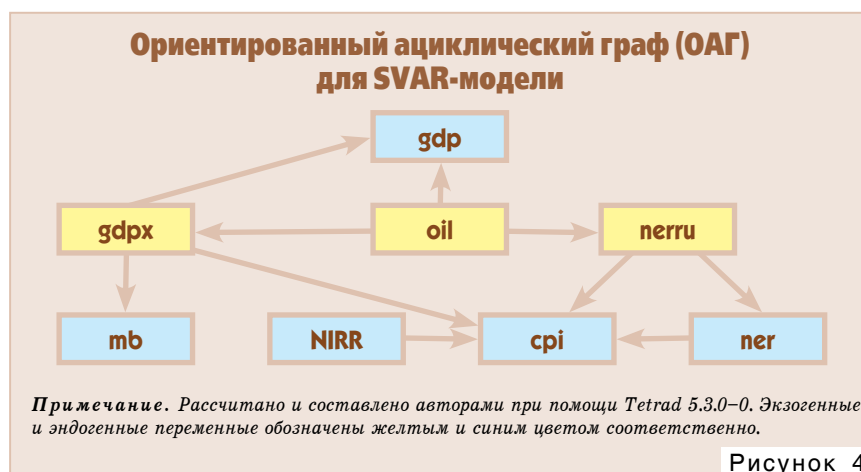 Ориентированный ациклический граф (ОАГ)
для SVAR-модели
gdp
gdpx
oil
nerru
mb
NIRR
cpi
ner
Примечание. Рассчитано и составлено авторами при помощи Tetrad 5.3.0–0. Экзогенные
и эндогенные переменные обозначены желтым и синим цветом соответственно.
Рисунок 4